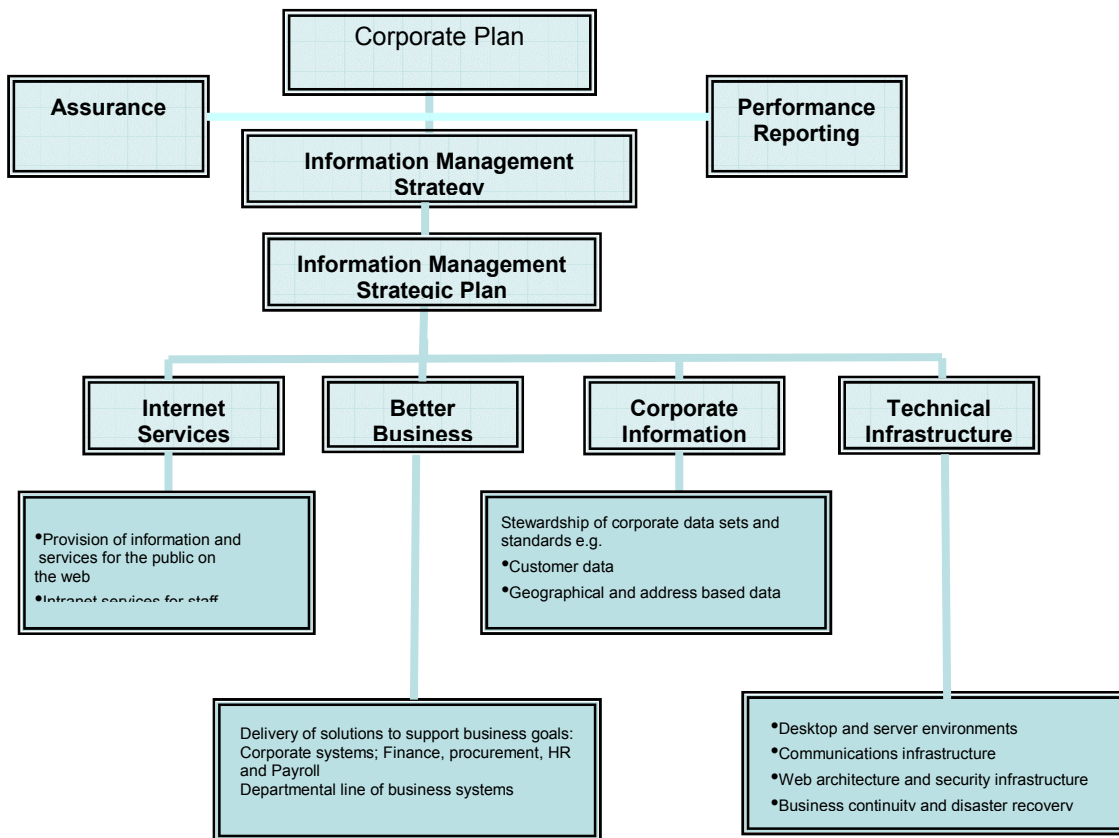 Corporate Plan
Assurance
Performance
Reporting
Information Management
Strategy
Information Management
Strategic Plan
Internet
Services
Better
Business
Corporate
Information
Technical
Infrastructure
•Provision of information and
services for the public on
the web
•Intranet services for staff
Stewardship of corporate data sets and
standards e.g.
•Customer data
•Geographical and address based data
Delivery of solutions to support business goals:
Corporate systems; Finance, procurement, HR
and Payroll
Departmental line of business systems
•Desktop and server environments
•Communications infrastructure
•Web architecture and security infrastructure
•Business continuity and disaster recovery